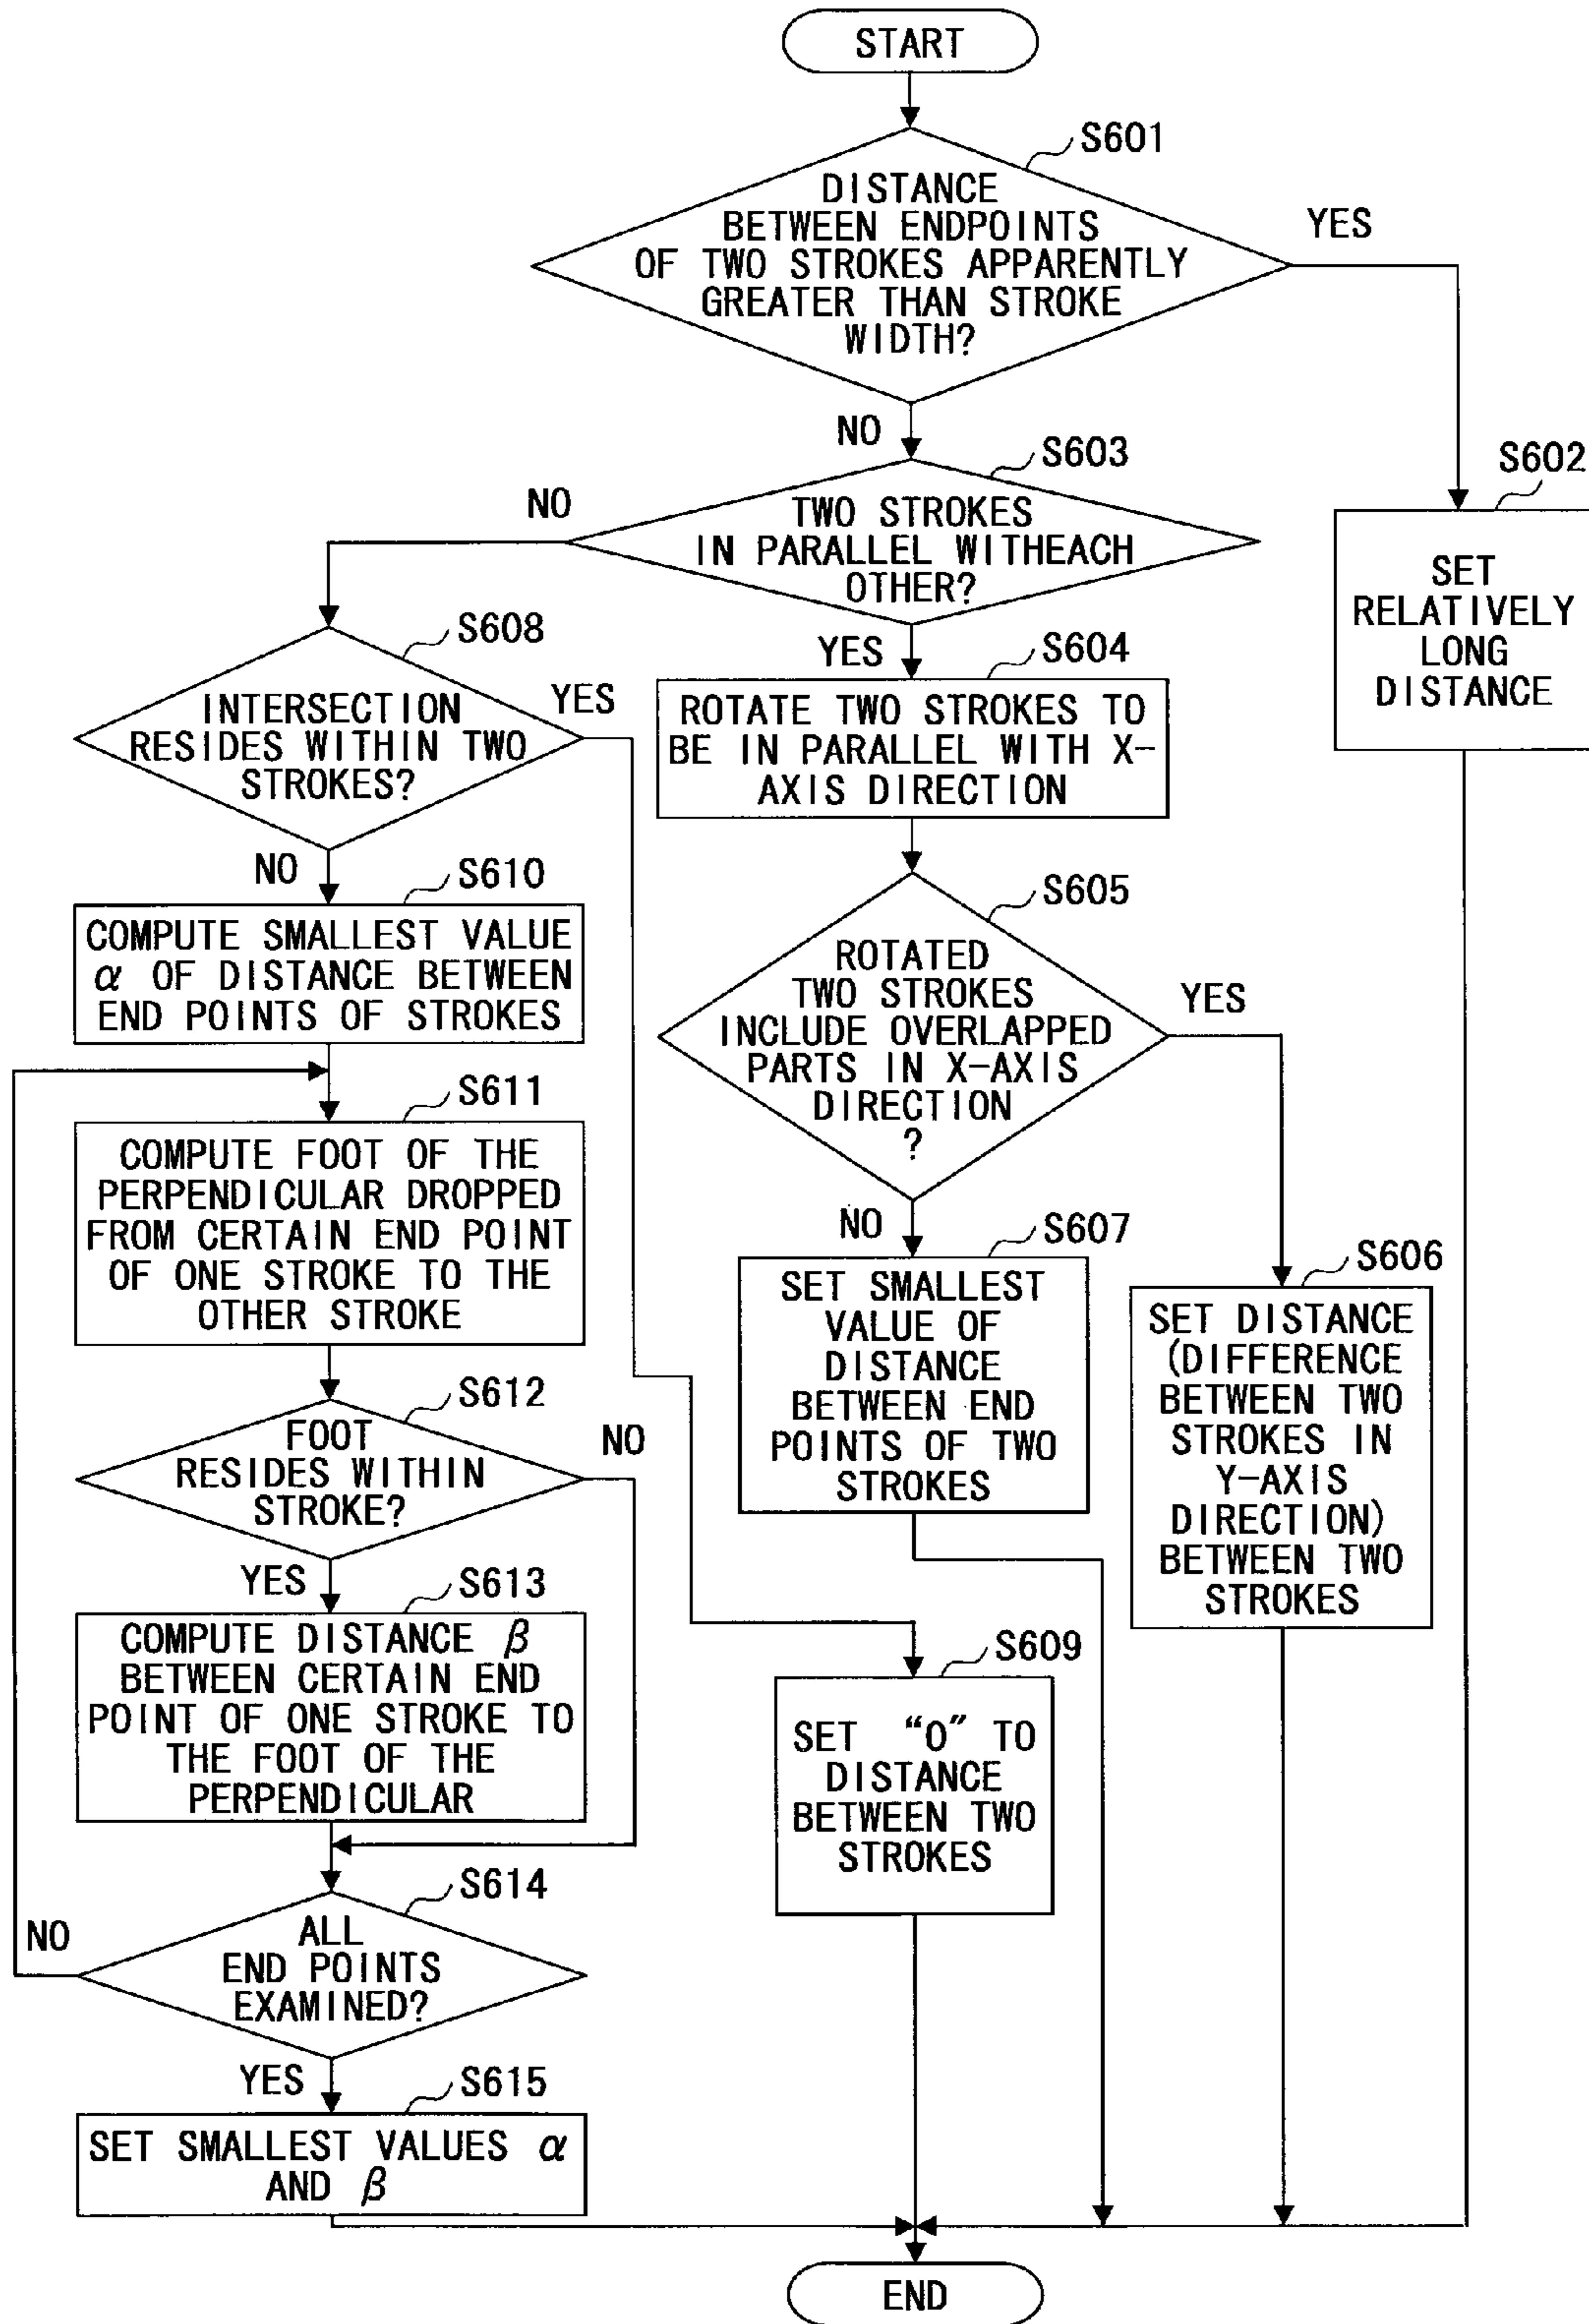 START
S601
DISTANCE
BETWEEN ENDPOINTS
OF TWO STROKES APPARENTLY
GREATER THAN STROKE
WIDTH?
YES
NO
S602
SET
RELATIVELY
LONG
DISTANCE
S603
TWO STROKES
IN PARALLEL WITHEACH
OTHER?
NO
YES
S608
INTERSECTION
RESIDES WITHIN TWO
STROKES?
YES
NO
S604
ROTATE TWO STROKES TO
BE IN PARALLEL WITH X-
AXIS DIRECTION
S610
COMPUTE SMALLEST VALUE
α OF DISTANCE BETWEEN
END POINTS OF STROKES
S605
ROTATED
TWO STROKES
INCLUDE OVERLAPPED
PARTS IN X-AXIS
DIRECTION
?
YES
NO
S611
COMPUTE FOOT OF THE
PERPENDICULAR DROPPED
FROM CERTAIN END POINT
OF ONE STROKE TO THE
OTHER STROKE
S607
SET SMALLEST
VALUE OF
DISTANCE
BETWEEN END
POINTS OF TWO
STROKES
S606
SET DISTANCE
(DIFFERENCE
BETWEEN TWO
STROKES IN
Y-AXIS
DIRECTION)
BETWEEN TWO
STROKES
S612
FOOT
RESIDES WITHIN
STROKE?
NO
YES
S613
COMPUTE DISTANCE β
BETWEEN CERTAIN END
POINT OF ONE STROKE TO
THE FOOT OF THE
PERPENDICULAR
S609
SET “0” TO
DISTANCE
BETWEEN TWO
STROKES
S614
ALL
END POINTS
EXAMINED?
NO
YES
S615
SET SMALLEST VALUES α
AND β
END